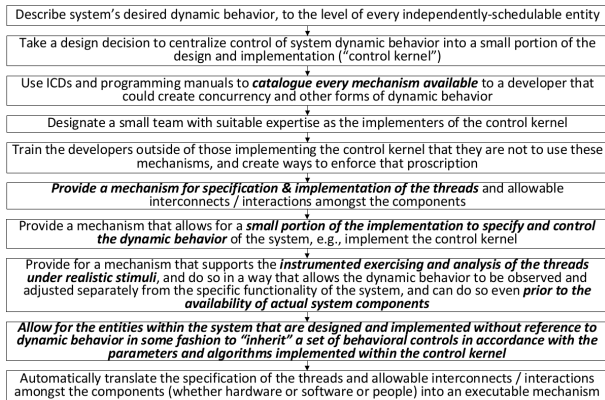 Describe system's desired dynamic behavior, to the level of every independently-schedulable entity
Take a design decision to centralize control of system dynamic behavior into a small portion of the
design and implementation ("control kernel")
Use ICDs and programming manuals to catalogue every mechanism available to a developer that
could create concurrency and other forms of dynamic behavior
Designate a small team with suitable expertise as the implementers of the control kernel
Train the developers outside of those implementing the control kernel that they are not to use these
mechanisms, and create ways to enforce that proscription
Provide a mechanism for specification & implementation of the threads and allowable
interconnects / interactions amongst the components
Provide a mechanism that allows for a small portion of the implementation to specify and control
the dynamic behavior of the system, e.g., implement the control kernel
Provide for a mechanism that supports the instrumented exercising and analysis of the threads
under realistic stimuli, and do so in a way that allows the dynamic behavior to be observed and
adjusted separately from the specific functionality of the system, and can do so even prior to the
availability of actual system components
Allow for the entities within the system that are designed and implemented without reference to
dynamic behavior in some fashion to "inherit" a set of behavioral controls in accordance with the
parameters and algorithms implemented within the control kernel
Automatically translate the specification of the threads and allowable interconnects / interactions
amongst the components (whether hardware or software or people) into an executable mechanism